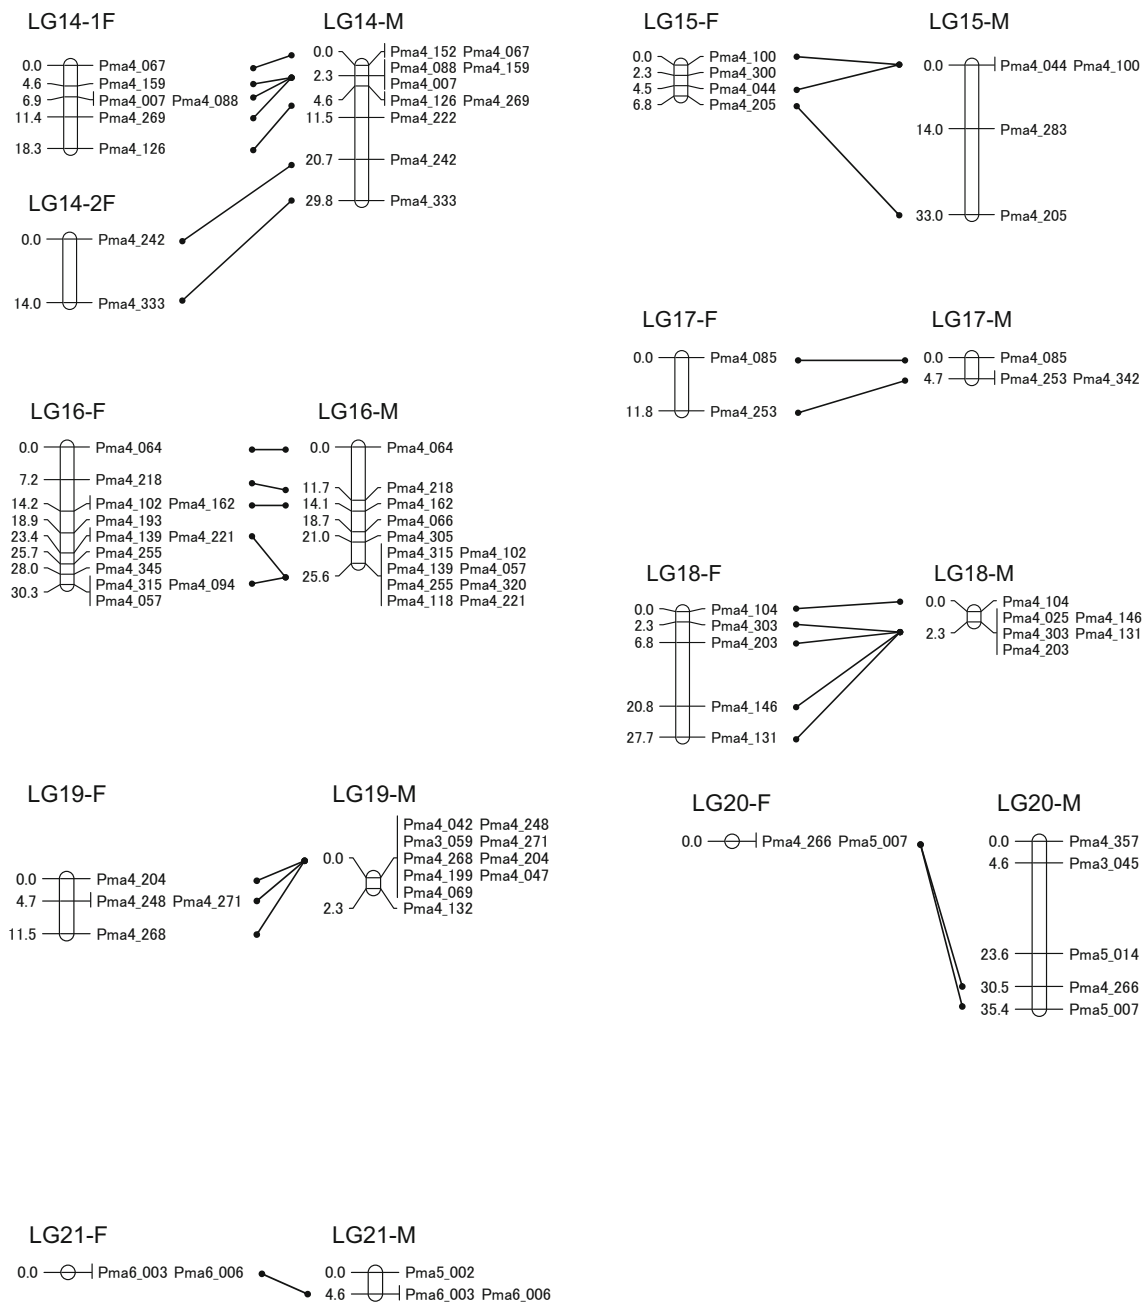 LG14-1F
0.0 Pma4_067
4.6 Pma4_159
6.9 Pma4_007 Pma4_088
11.4 Pma4_269
18.3 Pma4_126
LG14-2F
0.0 Pma4_242
14.0 Pma4_333
LG14-M
0.0 Pma4_152 Pma4_067
Pma4_088 Pma4_159
2.3 Pma4_007
4.6 Pma4_126 Pma4_269
11.5 Pma4_222
20.7 Pma4_242
29.8 Pma4_333
LG15-F
0.0 Pma4_100
2.3 Pma4_300
4.5 Pma4_044
6.8 Pma4_205
LG15-M
0.0 Pma4_044 Pma4_100
14.0 Pma4_283
33.0 Pma4_205
LG16-F
0.0 Pma4_064
7.2 Pma4_218
14.2 Pma4_102 Pma4_162
18.9 Pma4_193
23.4 Pma4_139 Pma4_221
25.7 Pma4_255
28.0 Pma4_345
30.3 Pma4_315 Pma4_094
Pma4_057
LG16-M
0.0 Pma4_064
11.7 Pma4_218
14.1 Pma4_162
18.7 Pma4_066
21.0 Pma4_305
Pma4_315 Pma4_102
Pma4_139 Pma4_057
25.6 Pma4_255 Pma4_320
Pma4_118 Pma4_221
LG17-F
0.0 Pma4_085
11.8 Pma4_253
LG17-M
0.0 Pma4_085
4.7 Pma4_253 Pma4_342
LG18-F
0.0 Pma4_104
2.3 Pma4_303
6.8 Pma4_203
20.8 Pma4_146
27.7 Pma4_131
LG18-M
0.0 Pma4_104
Pma4_025 Pma4_146
2.3 Pma4_303 Pma4_131
Pma4_203
LG19-F
0.0 Pma4_204
4.7 Pma4_248 Pma4_271
11.5 Pma4_268
LG19-M
Pma4_042 Pma4_248
Pma3_059 Pma4_271
0.0 Pma4_268 Pma4_204
Pma4_199 Pma4_047
Pma4_069
2.3 Pma4_132
LG20-F
0.0 Pma4_266 Pma5_007
LG20-M
0.0 Pma4_357
4.6 Pma3_045
23.6 Pma5_014
30.5 Pma4_266
35.4 Pma5_007
LG21-F
0.0 Pma6_003 Pma6_006
LG21-M
0.0 Pma5_002
4.6 Pma6_003 Pma6_006